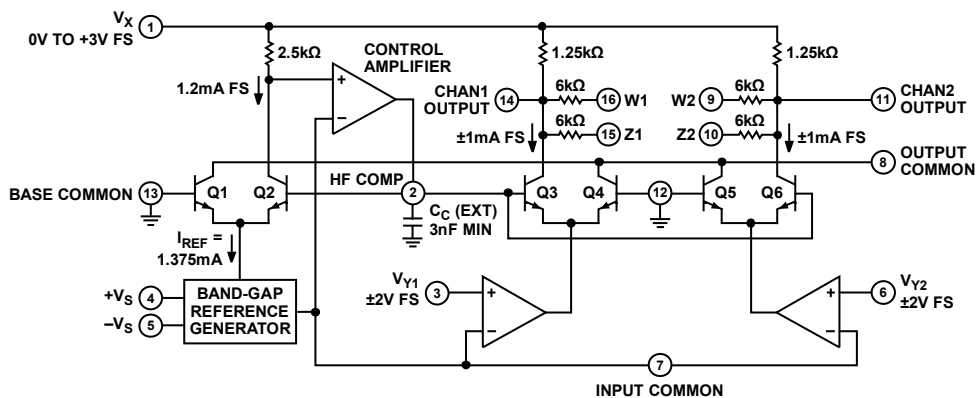 VX
1
0V TO +3V FS
2.5kΩ
CONTROL
AMPLIFIER
1.25kΩ
1.25kΩ
+
–
1.2mA FS
CHAN1
OUTPUT
14
6kΩ
16
W1
W2
9
6kΩ
11
CHAN2
OUTPUT
±1mA FS
6kΩ
15
Z1
Z2
10
6kΩ
±1mA FS
8
OUTPUT
COMMON
BASE COMMON
13
Q1
Q2
HF COMP
2
Q3
Q4
12
Q5
Q6
CC (EXT)
3nF MIN
IREF =
1.375mA
+VS
4
–VS
5
BAND-GAP
REFERENCE
GENERATOR
VY1
3
±2V FS
+
–
+
–
6
VY2
±2V FS
7
INPUT COMMON